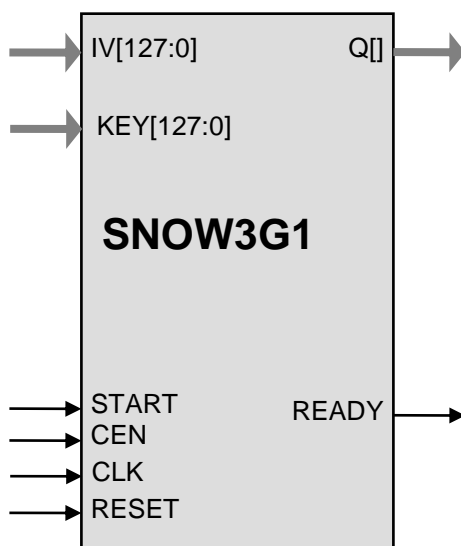 IV[127:0] Q[]
KEY[127:0]
SNOW3G1
START READY
CEN
CLK
RESET